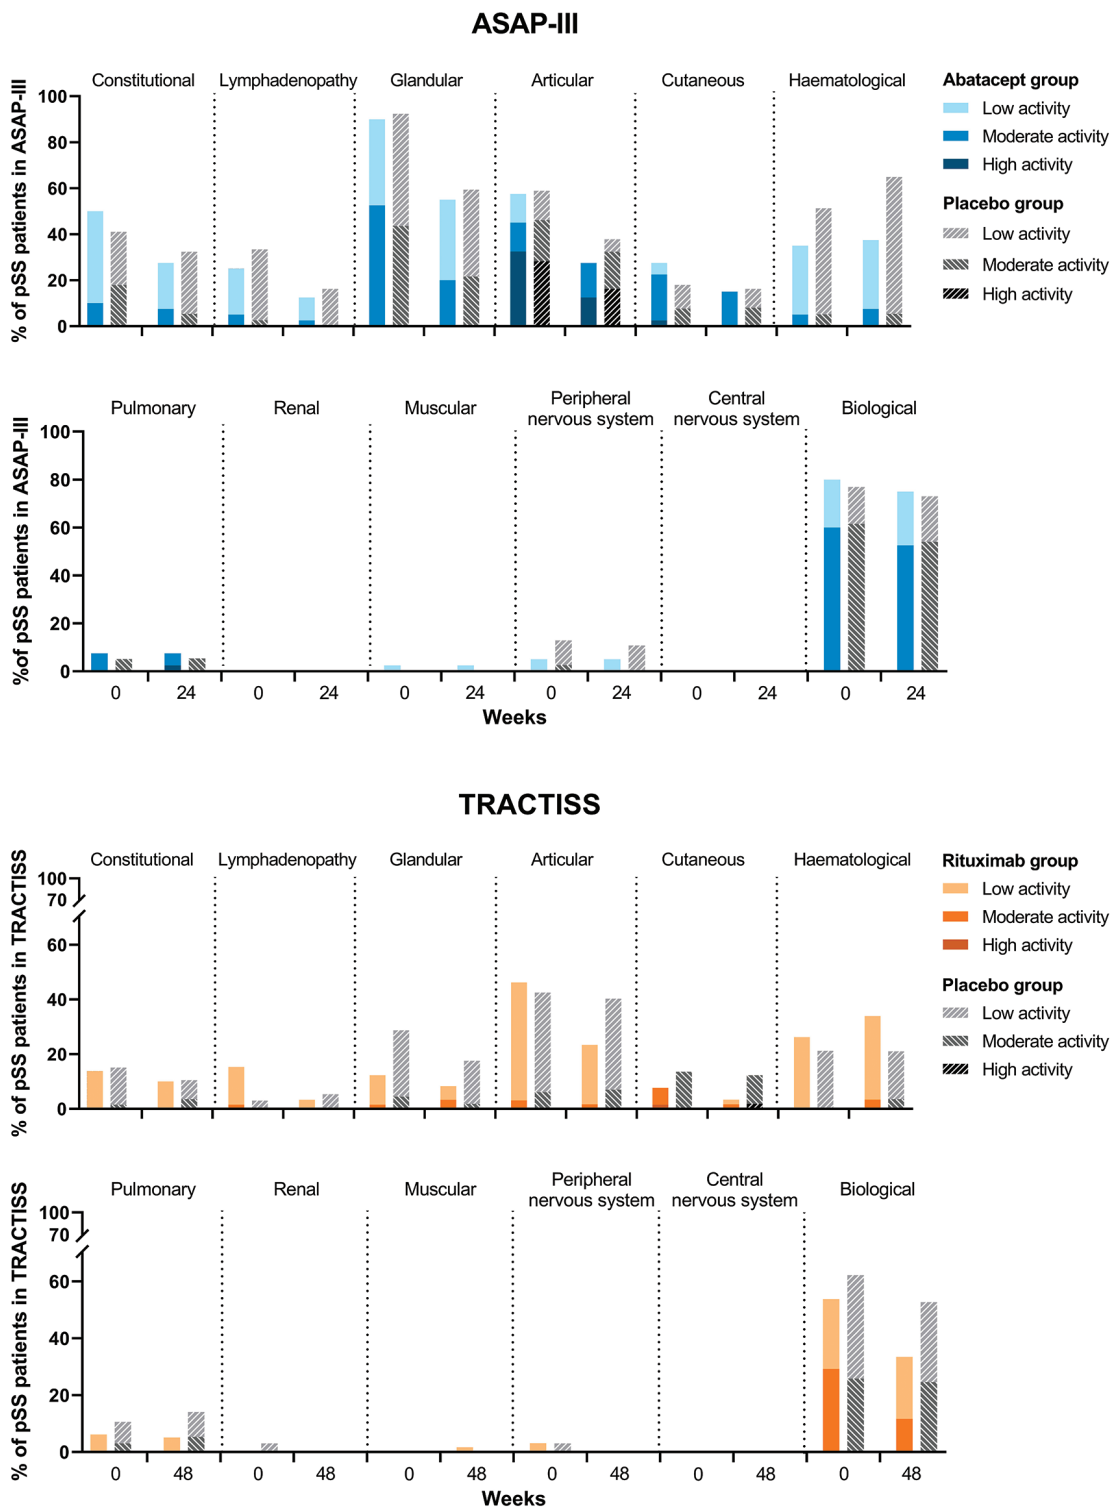 ASAP-III
Constitutional Lymphadenopathy Glandular Articular Cutaneous Haematological
% of pSS patients in ASAP-III
100
80
60
40
20
0
Abatacept group
Low activity
Moderate activity
High activity
Placebo group
Low activity
Moderate activity
High activity
Pulmonary Renal Muscular Peripheral nervous system Central nervous system Biological
%of pSS patients in ASAP-III
100
80
60
40
20
0
0 24 0 24 0 24 0 24 0 24 0 24
Weeks
TRACTISS
Constitutional Lymphadenopathy Glandular Articular Cutaneous Haematological
% of pSS patients in TRACTISS
100
70
60
40
20
0
Rituximab group
Low activity
Moderate activity
High activity
Placebo group
Low activity
Moderate activity
High activity
Pulmonary Renal Muscular Peripheral nervous system Central nervous system Biological
% of pSS patients in TRACTISS
100
70
60
40
20
0
0 48 0 48 0 48 0 48 0 48 0 48
Weeks